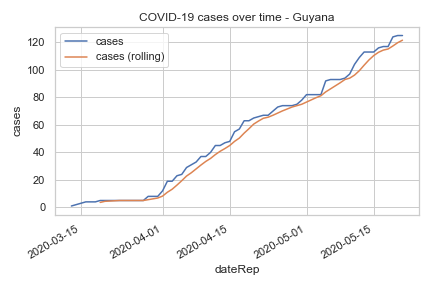 COVID-19 cases over time - Guyana
cases
cases (rolling)
120
100
80
60
40
20
0
cases
2020-03-15
2020-04-01
2020-04-15
2020-05-01
2020-05-15
dateRep